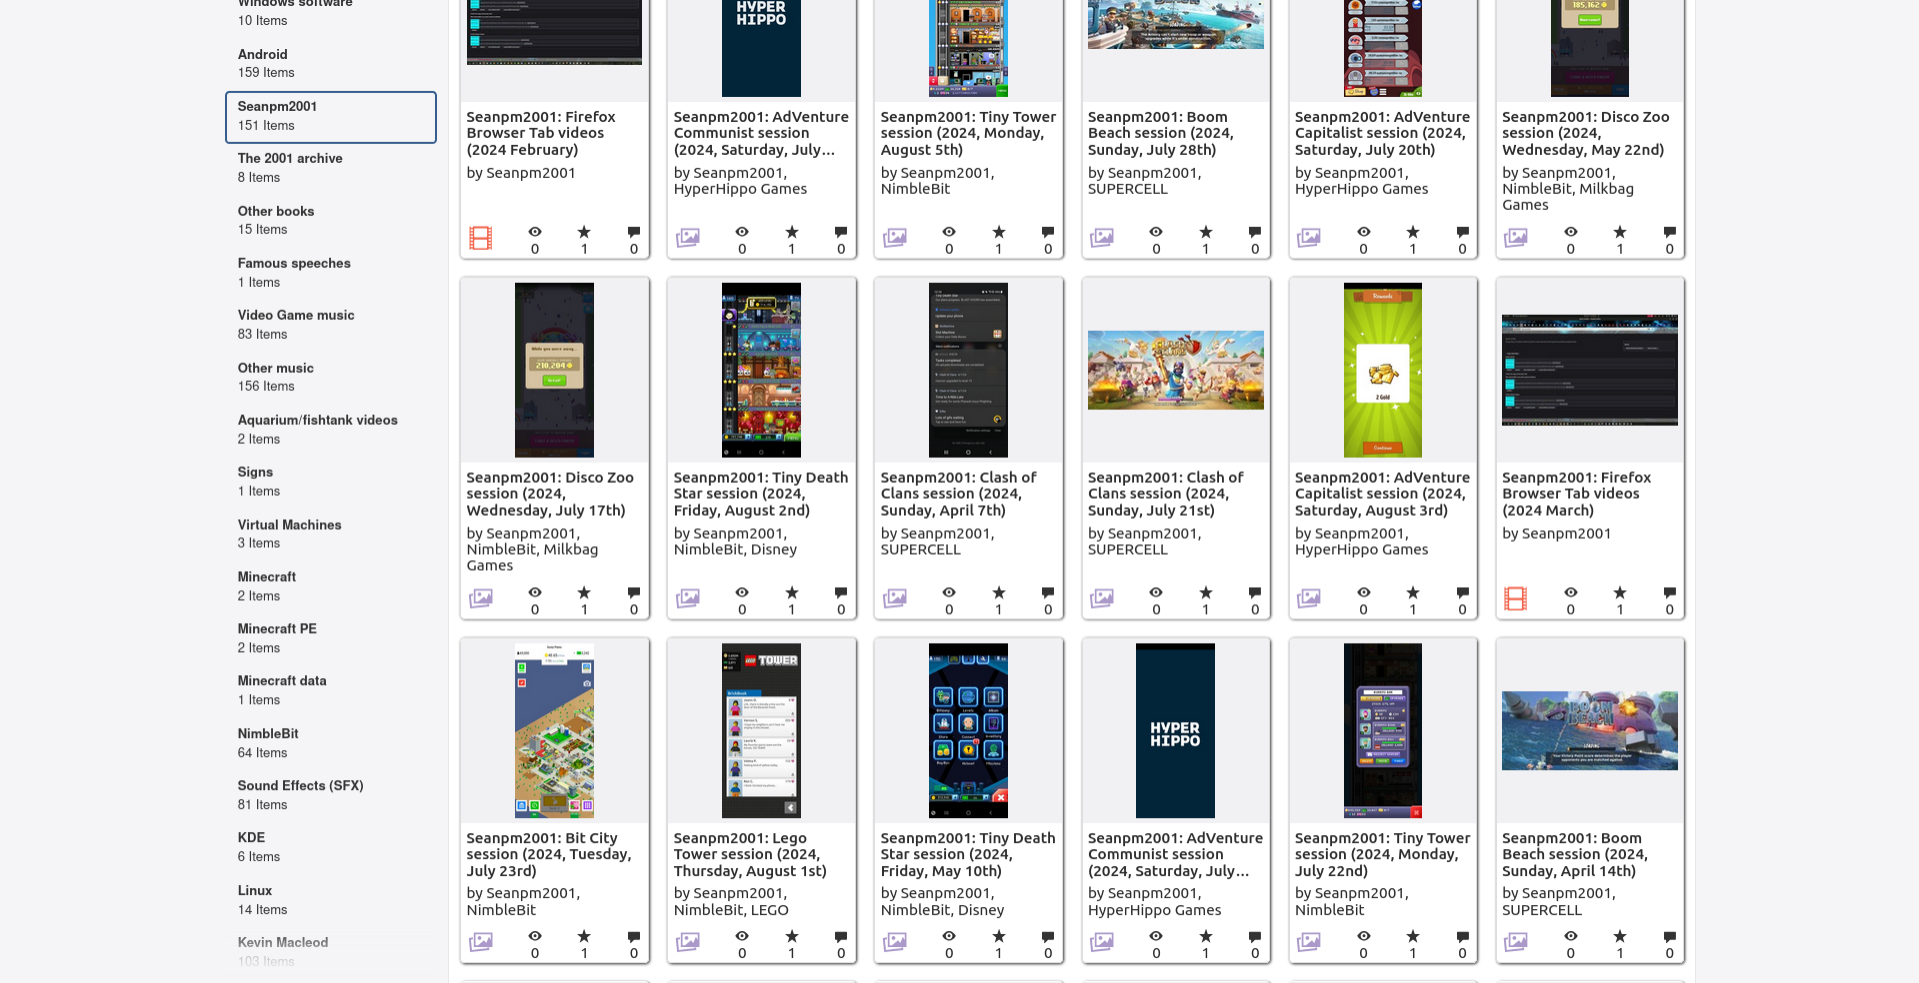 Windows software
10 Items
Android
159 Items
Seanpm2001
151 Items
The 2001 archive
8 Items
Other books
15 Items
Famous speeches
1 Items
Video Game music
83 Items
Other music
156 Items
Aquarium/fishtank videos
2 Items
Signs
1 Items
Virtual Machines
3 Items
Minecraft
2 Items
Minecraft PE
2 Items
Minecraft data
1 Items
NimbleBit
64 Items
Sound Effects (SFX)
81 Items
KDE
6 Items
Linux
14 Items
Kevin Macleod
103 Items
Seanpm2001: Firefox
Browser Tab videos
(2024 February)
by Seanpm2001
0 1 0
HYPER
HIPPO
Seanpm2001: AdVenture
Communist session
(2024, Saturday, July...
by Seanpm2001,
HyperHippo Games
0 1 0
Seanpm2001: Tiny Tower
session (2024, Monday,
August 5th)
by Seanpm2001,
NimbleBit
0 1 0
Seanpm2001: Boom
Beach session (2024,
Sunday, July 28th)
by Seanpm2001,
SUPERCELL
0 1 0
Seanpm2001: AdVenture
Capitalist session (2024,
Saturday, July 20th)
by Seanpm2001,
HyperHippo Games
0 1 0
185,162
Seanpm2001: Disco Zoo
session (2024,
Wednesday, May 22nd)
by Seanpm2001,
NimbleBit, Milkbag
Games
0 1 0
While you were away...
210,204
Seanpm2001: Disco Zoo
session (2024,
Wednesday, July 17th)
by Seanpm2001,
NimbleBit, Milkbag
Games
0 1 0
Seanpm2001: Tiny Death
Star session (2024,
Friday, August 2nd)
by Seanpm2001,
NimbleBit, Disney
0 1 0
Seanpm2001: Clash of
Clans session (2024,
Sunday, April 7th)
by Seanpm2001,
SUPERCELL
0 1 0
Seanpm2001: Clash of
Clans session (2024,
Sunday, July 21st)
by Seanpm2001,
SUPERCELL
0 1 0
Rewards
2 Gold
Continue
Seanpm2001: AdVenture
Capitalist session (2024,
Saturday, August 3rd)
by Seanpm2001,
HyperHippo Games
0 1 0
Seanpm2001: Firefox
Browser Tab videos
(2024 March)
by Seanpm2001
0 1 0
Seanpm2001: Bit City
session (2024, Tuesday,
July 23rd)
by Seanpm2001,
NimbleBit
0 1 0
LEGO TOWER
BitBook
Seanpm2001: Lego
Tower session (2024,
Thursday, August 1st)
by Seanpm2001,
NimbleBit, LEGO
0 1 0
Seanpm2001: Tiny Death
Star session (2024,
Friday, May 10th)
by Seanpm2001,
NimbleBit, Disney
0 1 0
HYPER
HIPPO
Seanpm2001: AdVenture
Communist session
(2024, Saturday, July...
by Seanpm2001,
HyperHippo Games
0 1 0
Seanpm2001: Tiny Tower
session (2024, Monday,
July 22nd)
by Seanpm2001,
NimbleBit
0 1 0
BOOM
BEACH
LOADING
Seanpm2001: Boom
Beach session (2024,
Sunday, April 14th)
by Seanpm2001,
SUPERCELL
0 1 0